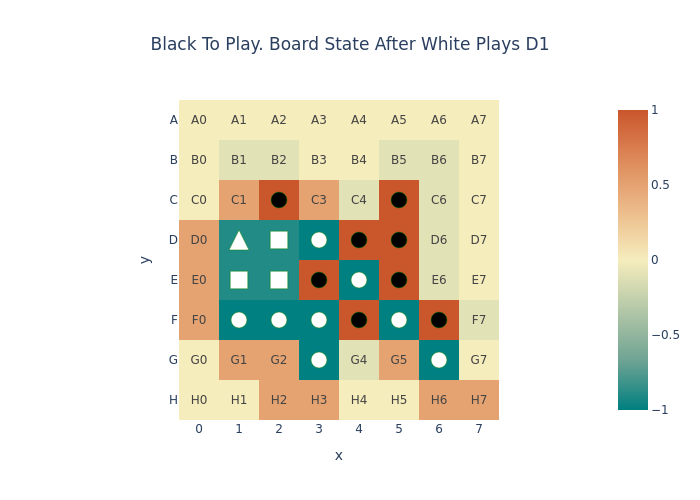 Black To Play. Board State After White Plays D1
A A0 A1 A2 A3 A4 A5 A6 A7
B B0 B1 B2 B3 B4 B5 B6 B7
C C0 C1 C3 C4 C6 C7
D D0 D6 D7
E E0 E6 E7
F F0 F7
G G0 G1 G2 G4 G5 G7
H H0 H1 H2 H3 H4 H5 H6 H7
0 1 2 3 4 5 6 7
x
y
1
0.5
0
−0.5
−1